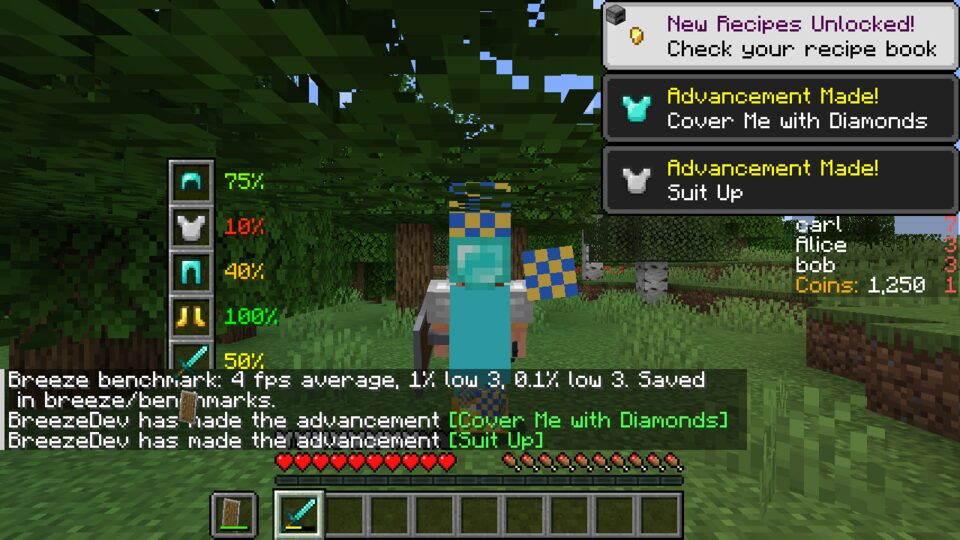 New Recipes Unlocked!
Check your recipe book
Advancement Made!
Cover Me with Diamonds
Advancement Made!
Suit Up
75%
10%
40%
100%
50%
carl 7
Alice 3
bob 3
Coins: 1,250 1
Breeze benchmark: 4 fps average, 1% low 3, 0.1% low 3. Saved
in breeze/benchmarks.
BreezeDev has made the advancement [Cover Me with Diamonds]
BreezeDev has made the advancement [Suit Up]